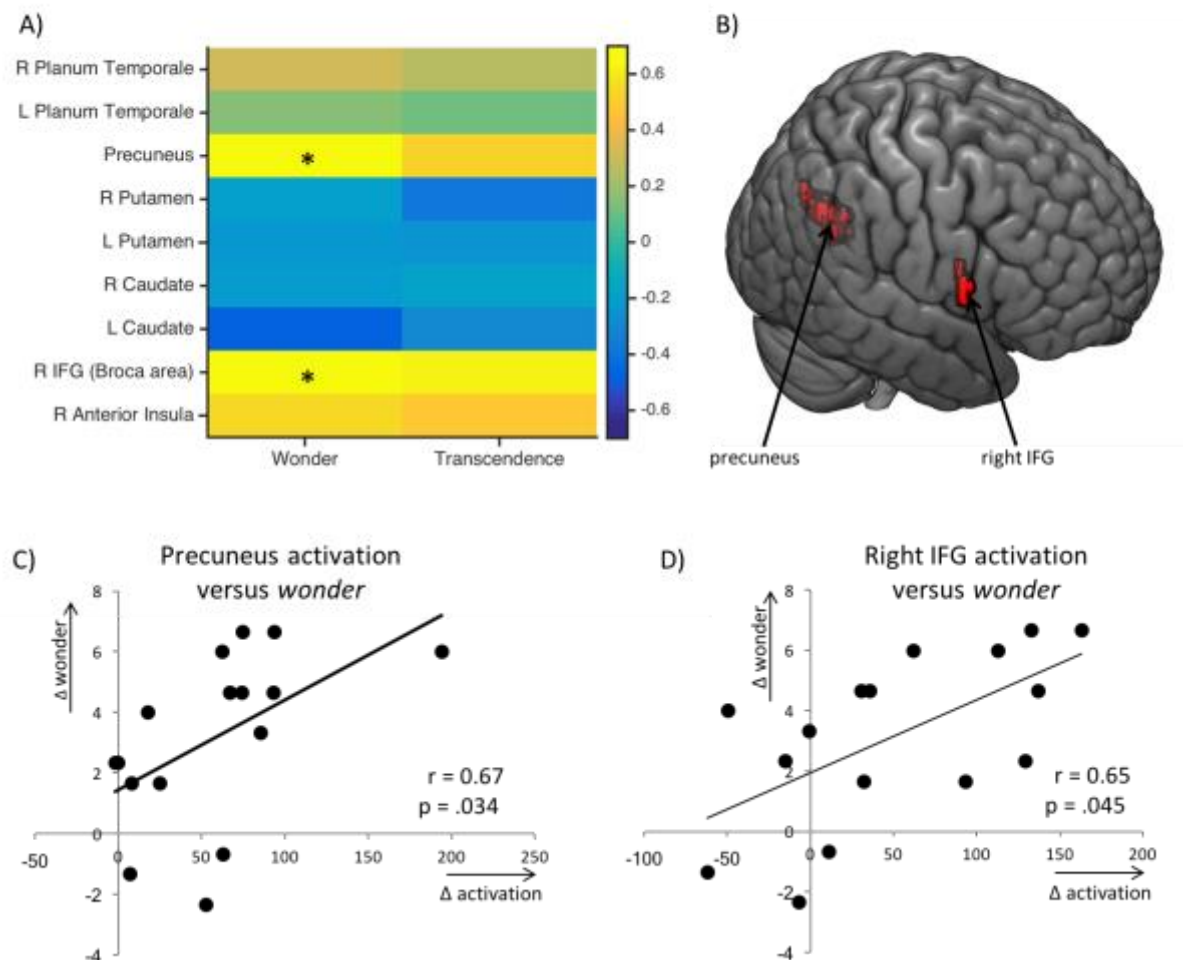 A)
R Planum Temporale
L Planum Temporale
Precuneus
*
R Putamen
L Putamen
R Caudate
L Caudate
R IFG (Broca area)
*
R Anterior Insula
Wonder
Transcendence
0.6
0.4
0.2
0
-0.2
-0.4
-0.6
B)
precuneus
right IFG
C)
Precuneus activation
versus wonder
Δ wonder
8
6
4
2
0
-2
-4
-50
0
50
100
150
200
250
r = 0.67
p = .034
Δ activation
D)
Right IFG activation
versus wonder
Δ wonder
8
6
4
2
0
-2
-4
-100
-50
0
50
100
150
200
r = 0.65
p = .045
Δ activation